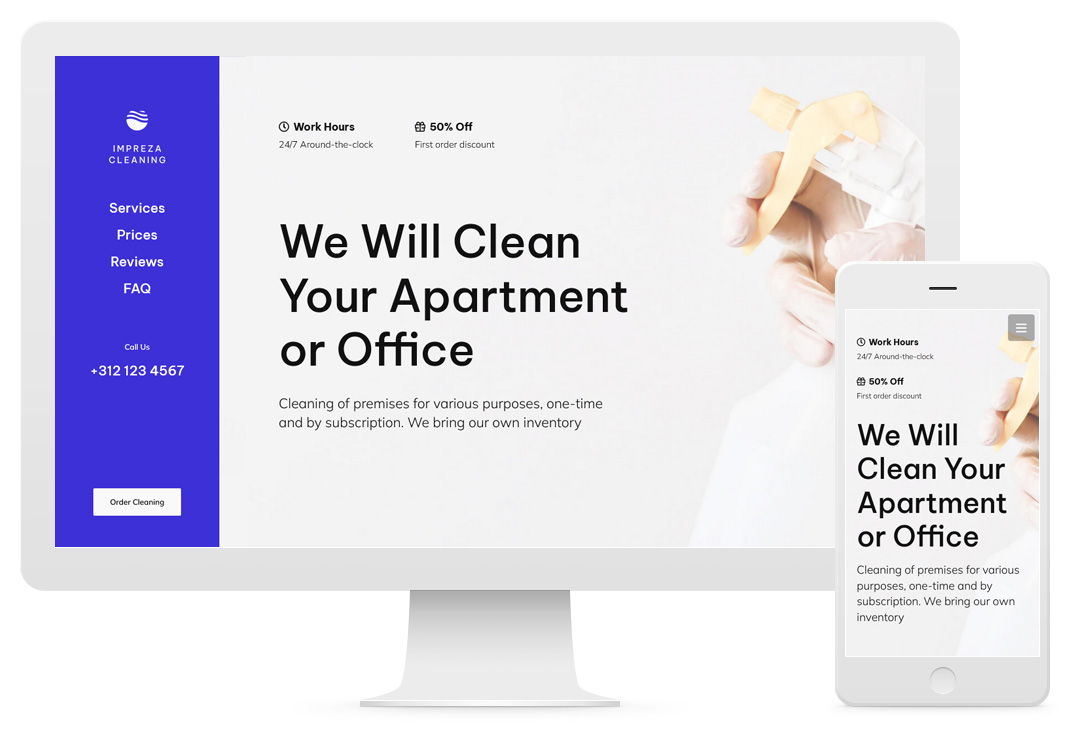 IMPREZA
CLEANING
Services
Prices
Reviews
FAQ
Call Us
+312 123 4567
Order Cleaning
Work Hours
24/7 Around-the-clock
50% Off
First order discount
We Will Clean
Your Apartment
or Office
Cleaning of premises for various purposes, one-time
and by subscription. We bring our own inventory
Work Hours
24/7 Around-the-clock
50% Off
First order discount
We Will
Clean Your
Apartment
or Office
Cleaning of premises for various
purposes, one-time and by
subscription. We bring our own
inventory